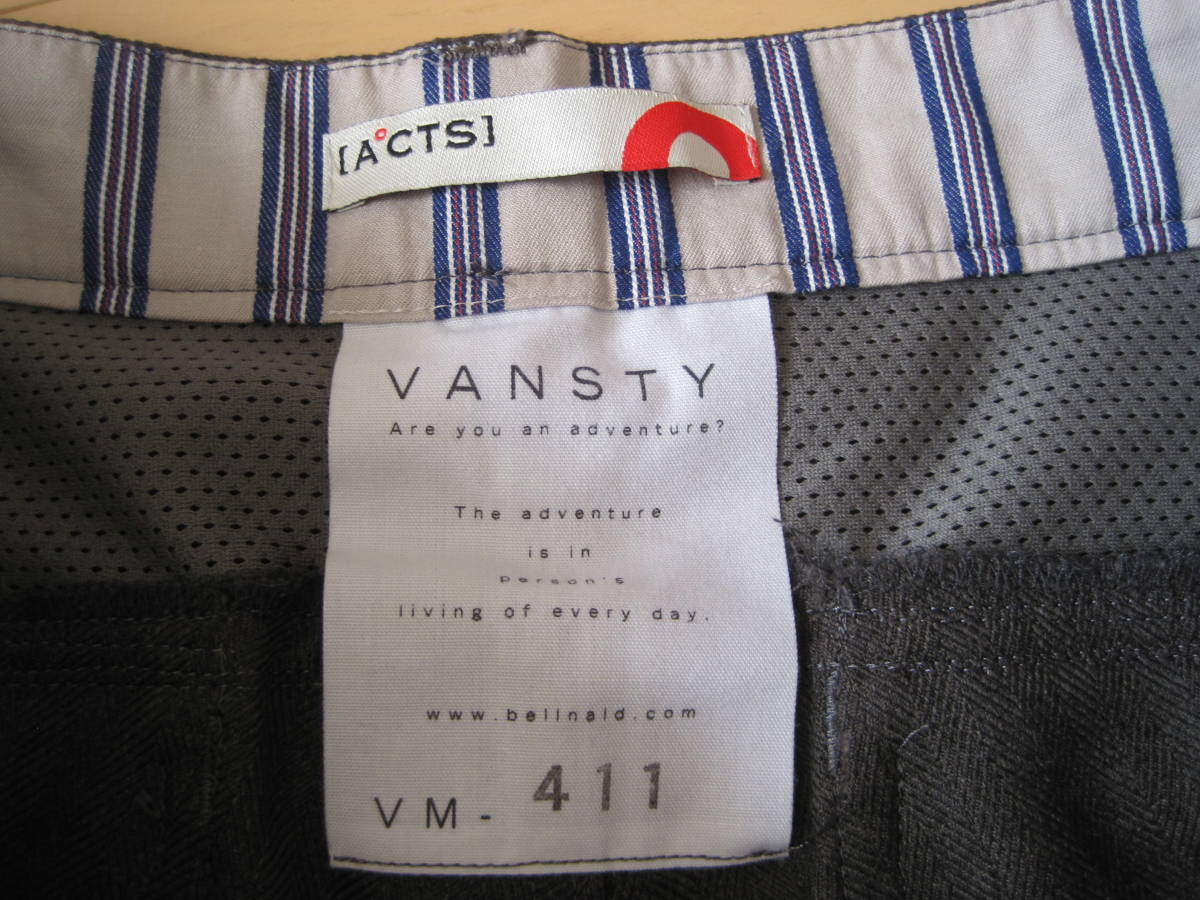 [A°CTS]
VANSTY
Are you an adventure?
The adventure
is in
person's
living of every day.
www.bellnald.com
VM- 411